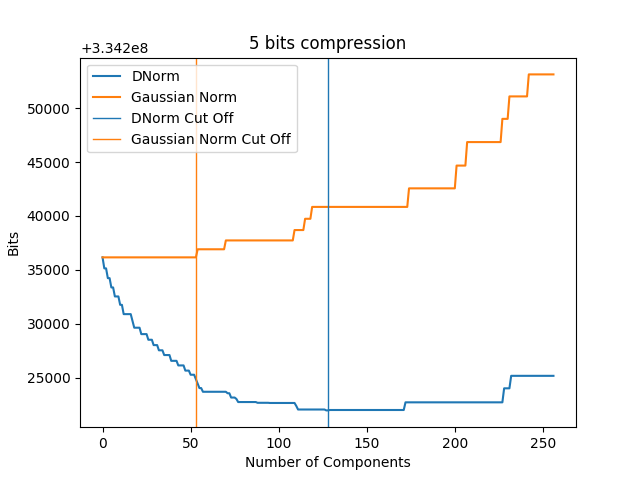 5 bits compression
+3.342e8
DNorm
Gaussian Norm
DNorm Cut Off
Gaussian Norm Cut Off
50000
45000
40000
35000
30000
25000
Bits
0 50 100 150 200 250
Number of Components